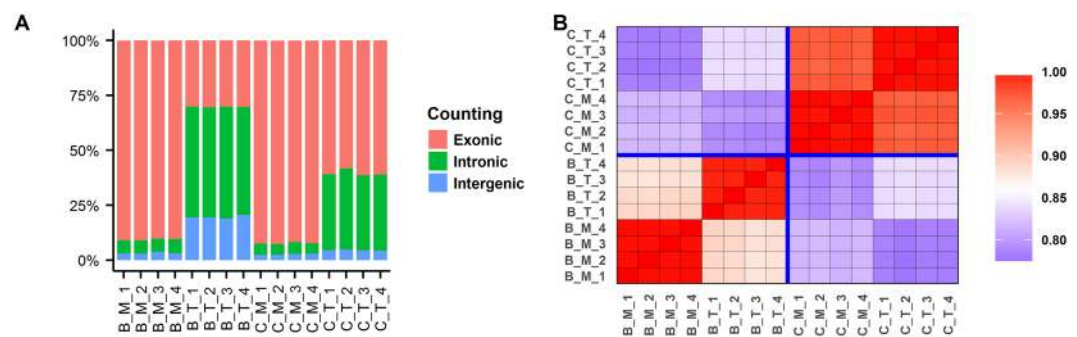 A
100%
75%
50%
25%
0%
B_M_1
B_M_2
B_M_3
B_M_4
B_T_1
B_T_2
B_T_3
B_T_4
C_M_1
C_M_2
C_M_3
C_M_4
C_T_1
C_T_2
C_T_3
C_T_4
Counting
Exonic
Intronic
Intergenic
B
C_T_4
C_T_3
C_T_2
C_T_1
C_M_4
C_M_3
C_M_2
C_M_1
B_T_4
B_T_3
B_T_2
B_T_1
B_M_4
B_M_3
B_M_2
B_M_1
B_M_1
B_M_2
B_M_3
B_M_4
B_T_1
B_T_2
B_T_3
B_T_4
C_M_1
C_M_2
C_M_3
C_M_4
C_T_1
C_T_2
C_T_3
C_T_4
1.00
0.95
0.90
0.85
0.80